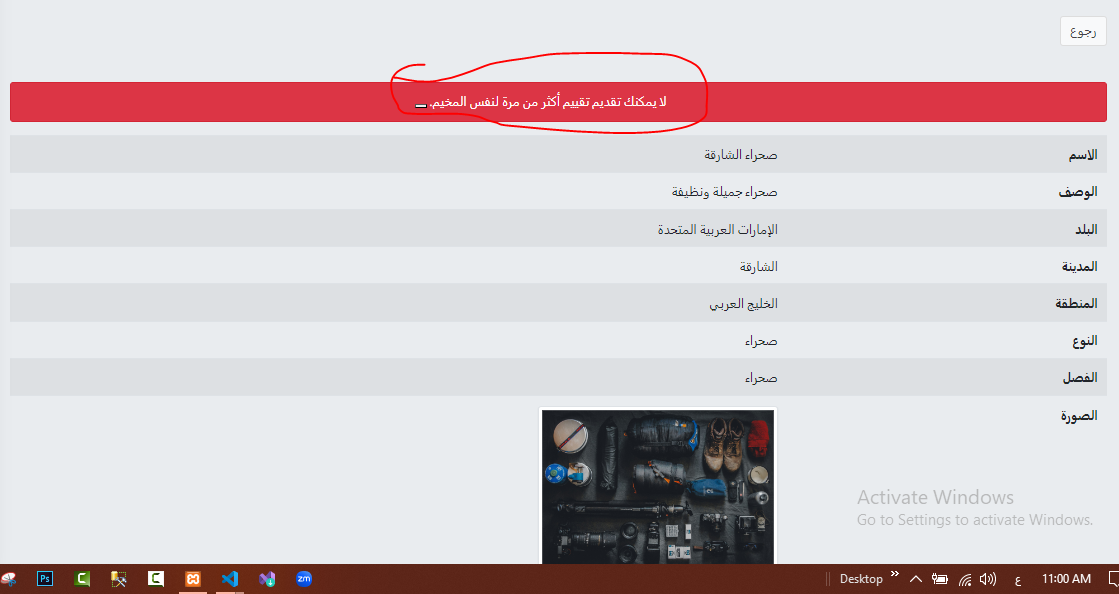 رجوع
لا يمكنك تقديم تقييم أكثر من مرة لنفس المخيم.
الاسم صحراء الشارقة
الوصف صحراء جميلة ونظيفة
البلد الإمارات العربية المتحدة
المدينة الشارقة
المنطقة الخليج العربي
النوع صحراء
الفصل صحراء
الصورة
Activate Windows
Go to Settings to activate Windows.
Ps C C zm Desktop » ع 11:00 AM